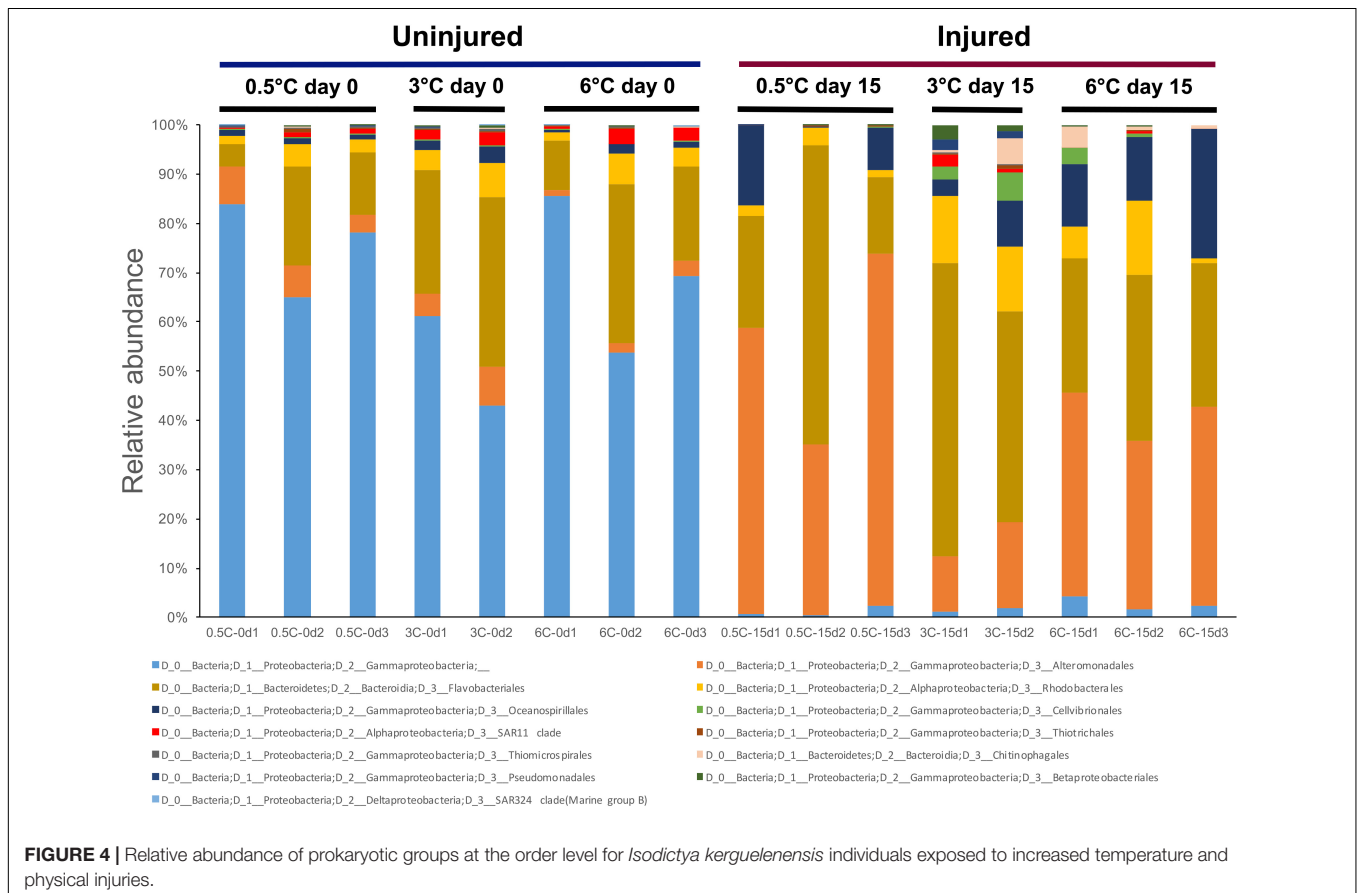 Uninjured
Injured
0.5°C day 0
3°C day 0
6°C day 0
0.5°C day 15
3°C day 15
6°C day 15
Relative abundance
100%
90%
80%
70%
60%
50%
40%
30%
20%
10%
0%
0.5C-0d1
0.5C-0d2
0.5C-0d3
3C-0d1
3C-0d2
6C-0d1
6C-0d2
6C-0d3
0.5C-15d1
0.5C-15d2
0.5C-15d3
3C-15d1
3C-15d2
6C-15d1
6C-15d2
6C-15d3
D_0__Bacteria;D_1__Proteobacteria;D_2__Gammaproteobacteria;__
D_0__Bacteria;D_1__Proteobacteria;D_2__Gammaproteobacteria;D_3__Alteromonadales
D_0__Bacteria;D_1__Bacteroidetes;D_2__Bacteroidia;D_3__Flavobacteriales
D_0__Bacteria;D_1__Proteobacteria;D_2__Alphaproteobacteria;D_3__Rhodobacterales
D_0__Bacteria;D_1__Proteobacteria;D_2__Gammaproteobacteria;D_3__Oceanospirillales
D_0__Bacteria;D_1__Proteobacteria;D_2__Gammaproteobacteria;D_3__Cellvibrionales
D_0__Bacteria;D_1__Proteobacteria;D_2__Alphaproteobacteria;D_3__SAR11 clade
D_0__Bacteria;D_1__Proteobacteria;D_2__Gammaproteobacteria;D_3__Thiotrichales
D_0__Bacteria;D_1__Proteobacteria;D_2__Gammaproteobacteria;D_3__Thiomicrospirales
D_0__Bacteria;D_1__Bacteroidetes;D_2__Bacteroidia;D_3__Chitinophagales
D_0__Bacteria;D_1__Proteobacteria;D_2__Gammaproteobacteria;D_3__Pseudomonadales
D_0__Bacteria;D_1__Proteobacteria;D_2__Gammaproteobacteria;D_3__Betaproteobacteriales
D_0__Bacteria;D_1__Proteobacteria;D_2__Deltaproteobacteria;D_3__SAR324 clade(Marine group B)
FIGURE 4 | Relative abundance of prokaryotic groups at the order level for Isodictya kerguelenensis individuals exposed to increased temperature and
physical injuries.